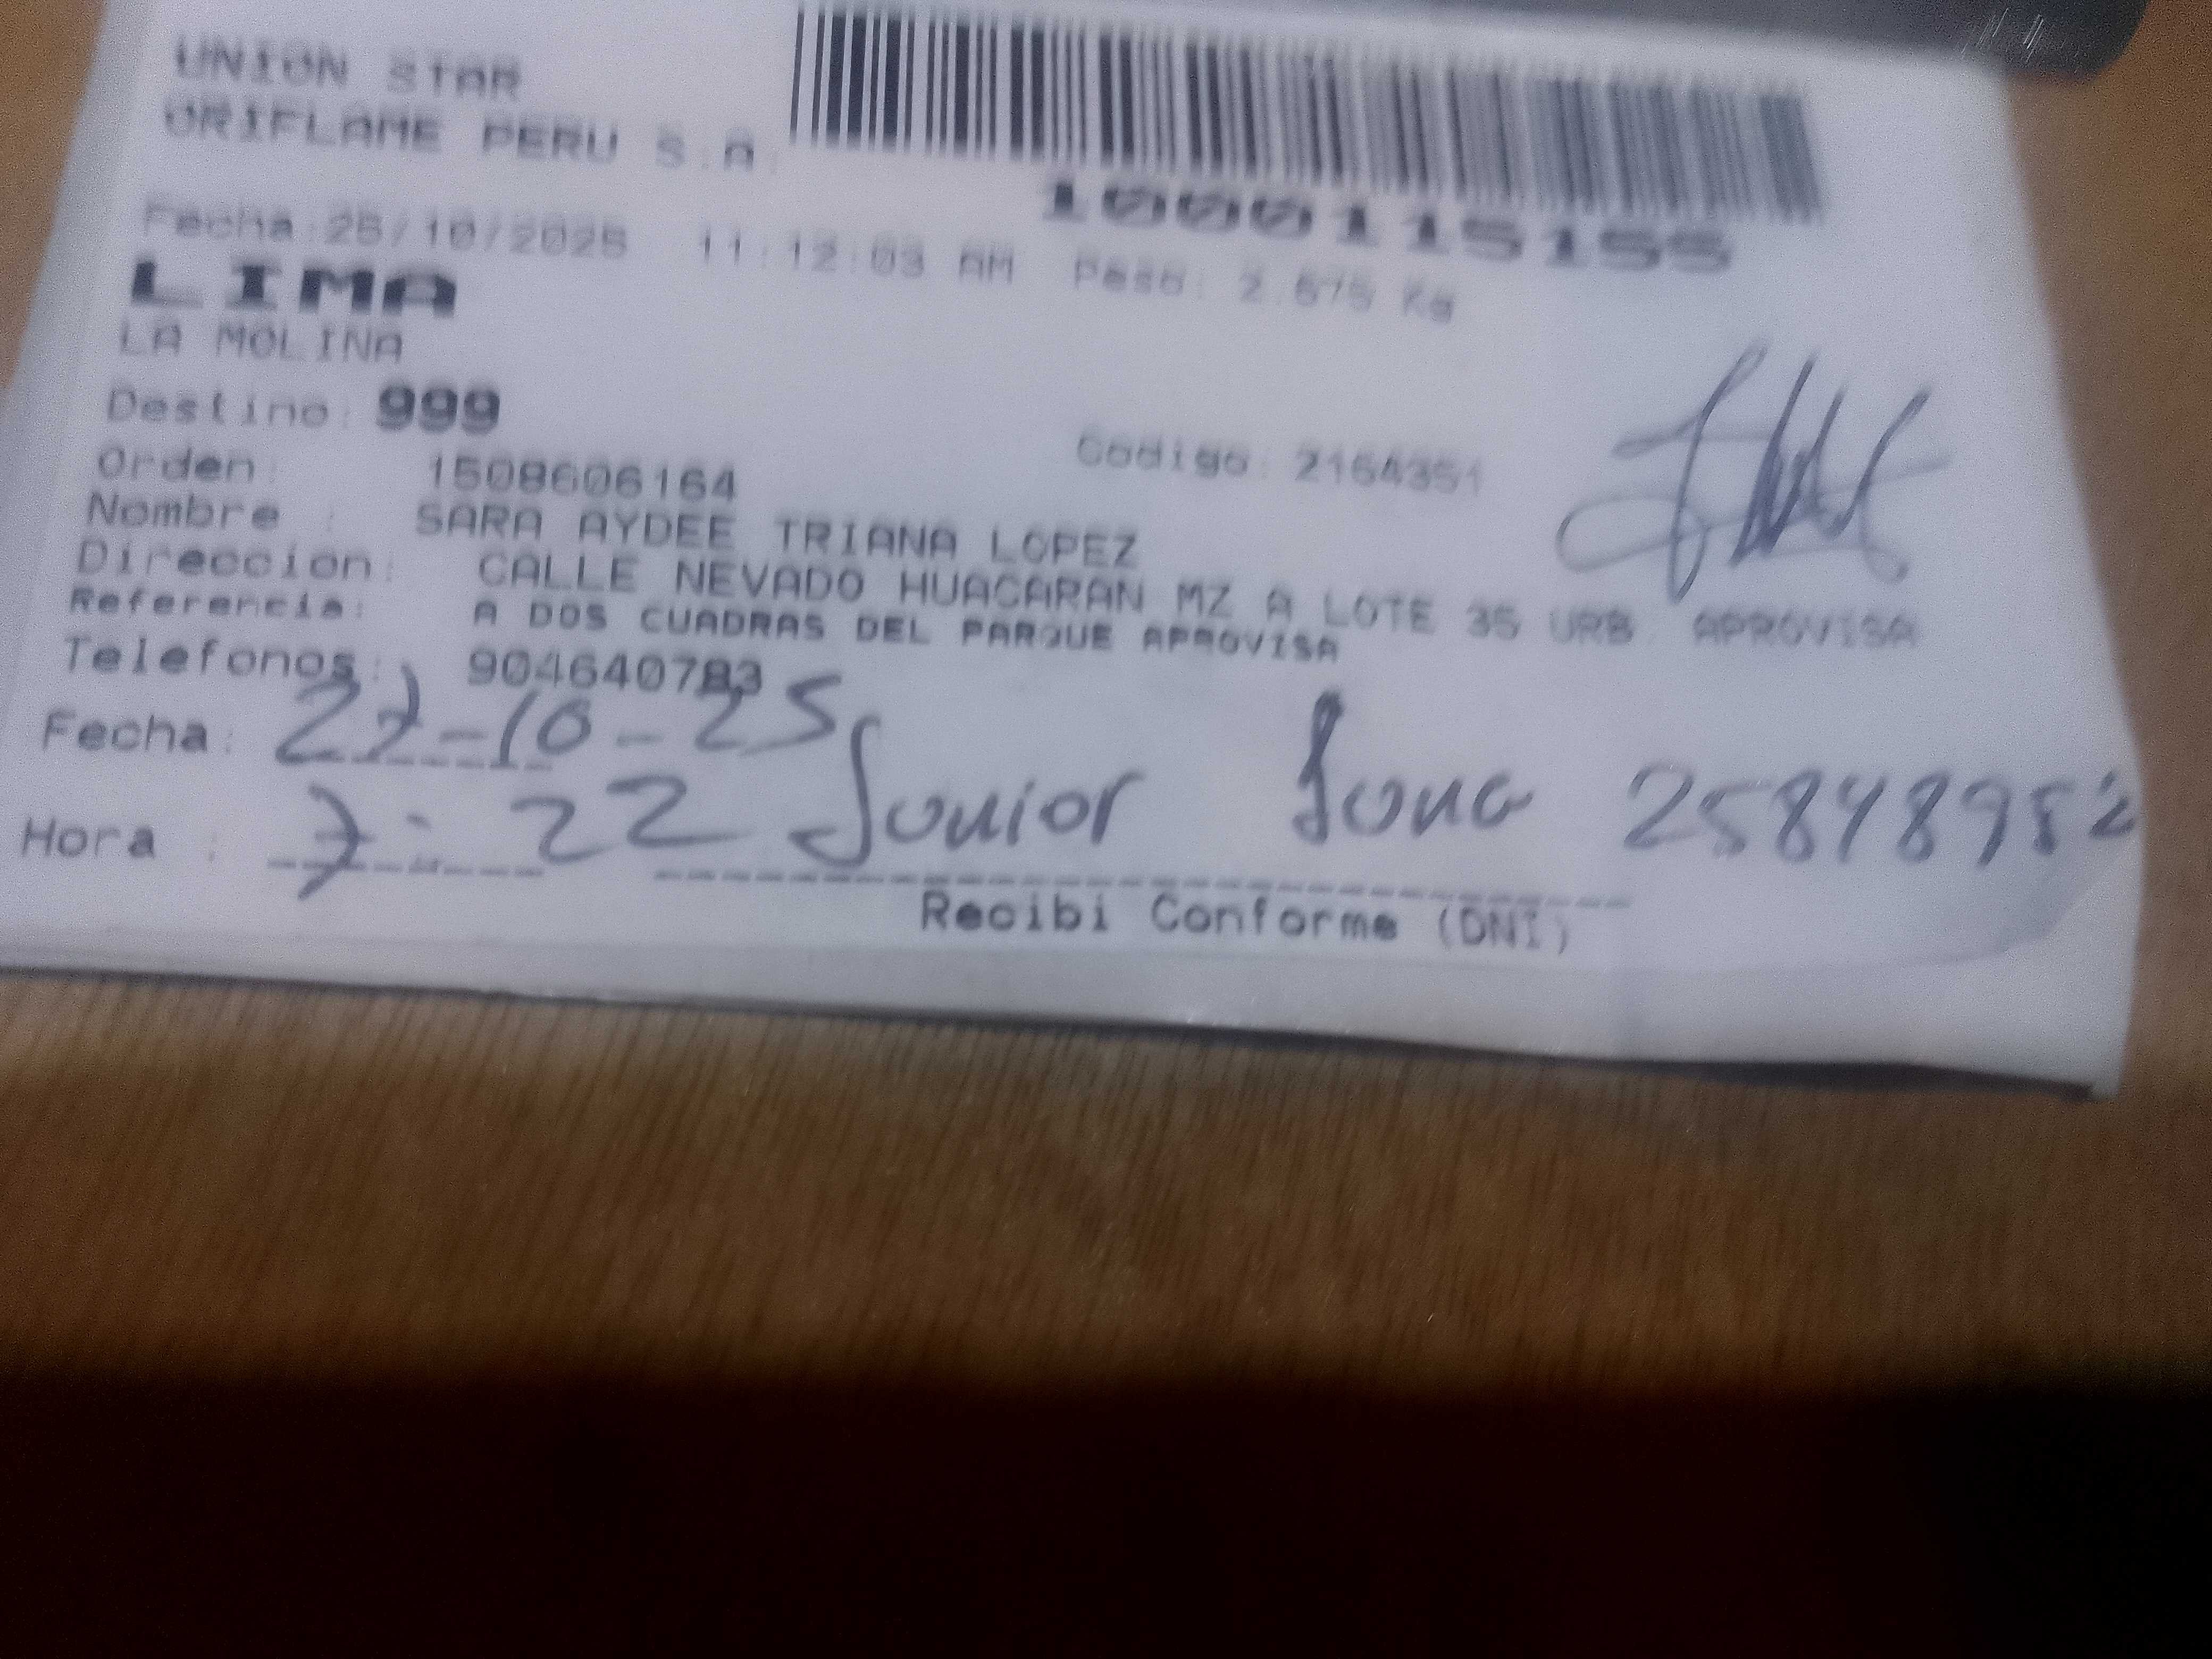 UNION STAR
ORIFLAME PERU S.A.
1000115155
Fecha:25/10/2025 11:12:03 AM Peso: 2.675 Kg
LIMA
LA MOLINA
Destino: 999
Orden: 1508606164 Codigo: 2164351
Nombre : SARA AYDEE TRIANA LOPEZ
Direccion: CALLE NEVADO HUACARAN MZ A LOTE 35 URB. APROVISA
Referencia: A DOS CUADRAS DEL PARQUE APROVISA
Telefonos: 904640783
Fecha: 27-10-25
Hora : 7:22 Junior 25848952
Recibi Conforme (DNI)